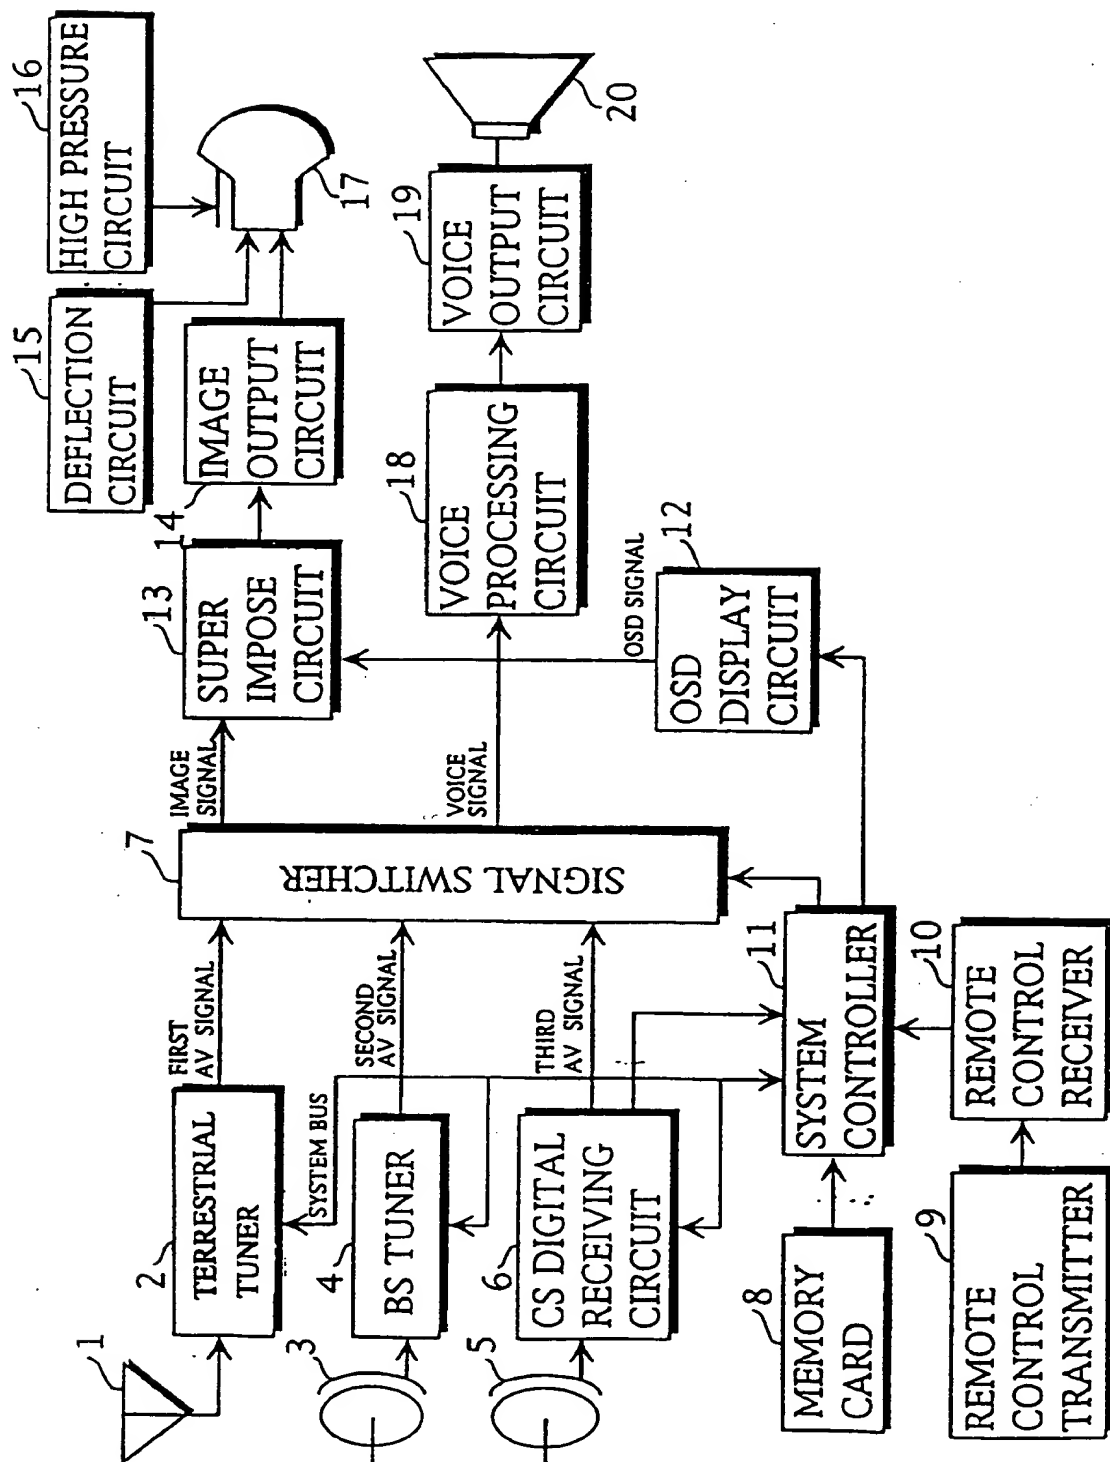 1
2
TERRESTRIAL
TUNER
FIRST
AV SIGNAL
SYSTEM BUS
3
4
BS TUNER
SECOND
AV SIGNAL
5
6
CS DIGITAL
RECEIVING
CIRCUIT
THIRD
AV SIGNAL
7
SIGNAL SWITCHER
IMAGE
SIGNAL
VOICE
SIGNAL
8
MEMORY
CARD
9
REMOTE
CONTROL
TRANSMITTER
10
REMOTE
CONTROL
RECEIVER
11
SYSTEM
CONTROLLER
12
OSD
DISPLAY
CIRCUIT
OSD SIGNAL
13
SUPER
IMPOSE
CIRCUIT
14
IMAGE
OUTPUT
CIRCUIT
15
DEFLECTION
CIRCUIT
16
HIGH PRESSURE
CIRCUIT
17
18
VOICE
PROCESSING
CIRCUIT
19
VOICE
OUTPUT
CIRCUIT
20